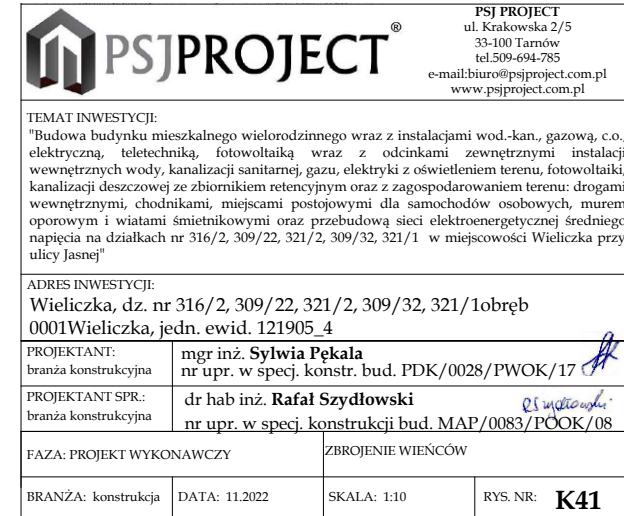 PSJPROJECT®
PSJ PROJECT
ul. Krakowska 2/5
33-100 Tarnów
tel.509-694-785
e-mail:biuro@psjproject.com.pl
www.psjproject.com.pl
TEMAT INWESTYCJI:
"Budowa budynku mieszkalnego wielorodzinnego wraz z instalacjami wod.-kan., gazową, c.o.,
elektryczną, teletechniką, fotowoltaiką wraz z odcinkami zewnętrznymi instalacji
wewnętrznych wody, kanalizacji sanitarnej, gazu, elektryki z oświetleniem terenu, fotowoltaiki,
kanalizacji deszczowej ze zbiornikiem retencyjnym oraz z zagospodarowaniem terenu: drogami
wewnętrznymi, chodnikami, miejscami postojowymi dla samochodów osobowych, murem
oporowym i wiatami śmietnikowymi oraz przebudową sieci elektroenergetycznej średniego
napięcia na działkach nr 316/2, 309/22, 321/2, 309/32, 321/1 w miejscowości Wieliczka przy
ulicy Jasnej"
ADRES INWESTYCJI:
Wieliczka, dz. nr 316/2, 309/22, 321/2, 309/32, 321/1obręb
0001Wieliczka, jedn. ewid. 121905_4
PROJEKTANT:
branża konstrukcyjna
mgr inż. Sylwia Pękala
nr upr. w specj. konstr. bud. PDK/0028/PWOK/17
PROJEKTANT SPR.:
branża konstrukcyjna
dr hab inż. Rafał Szydłowski
nr upr. w specj. konstrukcji bud. MAP/0083/POOK/08
FAZA: PROJEKT WYKONAWCZY
ZBROJENIE WIEŃCÓW
BRANŻA: konstrukcja
DATA: 11.2022
SKALA: 1:10
RYS. NR: K41